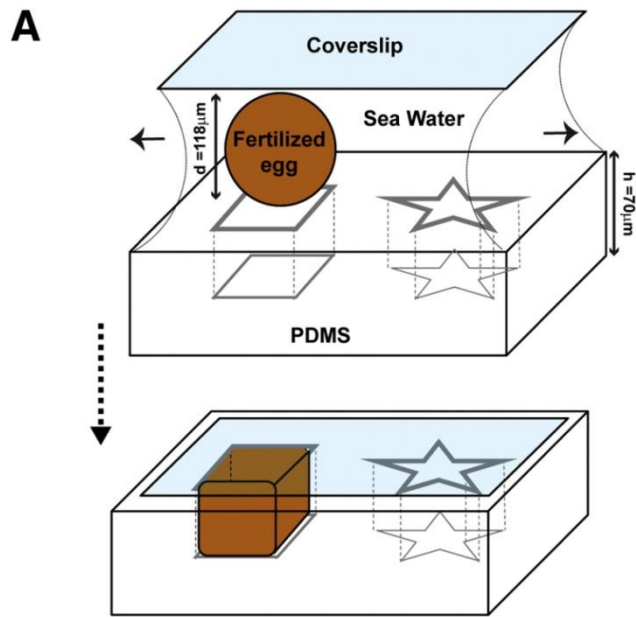 A
Coverslip
d =118µm
Fertilized
egg
Sea Water
h =70µm
PDMS